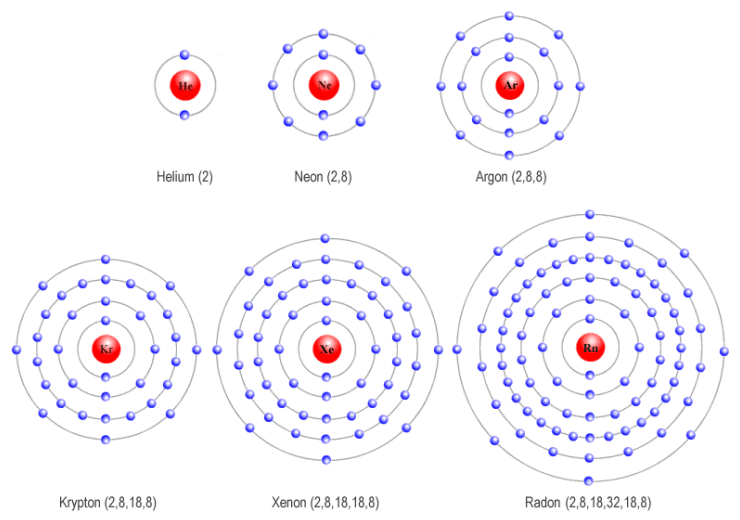 He
Ne
Ar
Helium (2)
Neon (2,8)
Argon (2,8,8)
Kr
Xe
Rn
Krypton (2,8,18,8)
Xenon (2,8,18,18,8)
Radon (2,8,18,32,18,8)